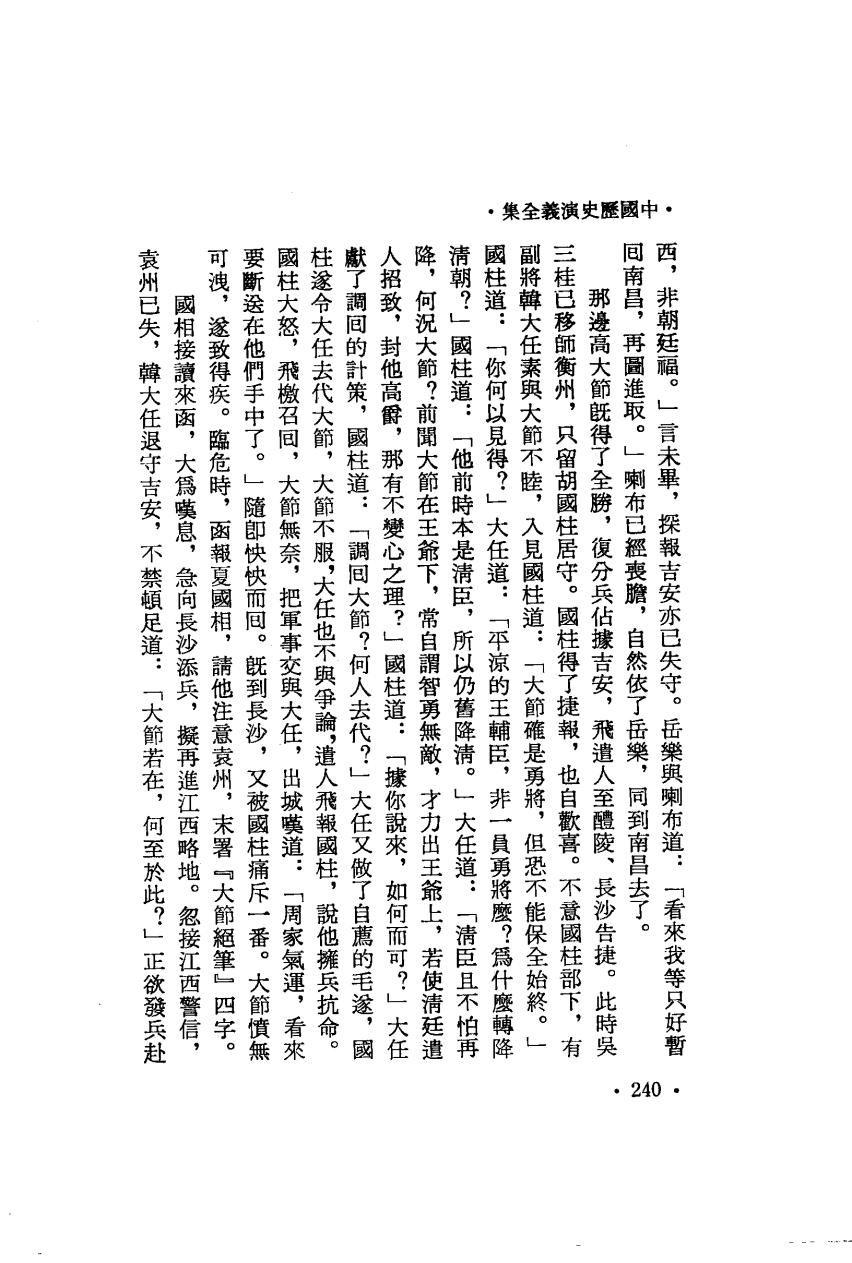 ·中國歷史演義全集·
西，非朝廷福。」言未畢，探報吉安亦已失守。岳樂與喇布道：「看來我等只好暫
回南昌，再圖進取。」喇布已經喪膽，自然依了岳樂，同到南昌去了。
那邊高大節既得了全勝，復分兵佔據吉安，飛遣人至醴陵、長沙告捷。此時吳
三桂已移師衡州，只留胡國柱居守。國柱得了捷報，也自歡喜。不意國柱部下，有
副將韓大任素與大節不睦，入見國柱道：「大節確是勇將，但恐不能保全始終。」
國柱道：「你何以見得？」大任道：「平涼的王輔臣，非一員勇將麼？爲什麼轉降
清朝？」國柱道：「他前時本是清臣，所以仍舊降清。」大任道：「清臣且不怕再
降，何況大節？前聞大節在王爺下，常自謂智勇無敵，才力出王爺上，若使清廷遣
人招致，封他高爵，那有不變心之理？」國柱道：「據你說來，如何而可？」大任
獻了調回的計策，國柱道：「調回大節？何人去代？」大任又做了自薦的毛遂，國
柱遂令大任去代大節，大節不服，大任也不與爭論，遣人飛報國柱，說他擁兵抗命。
國柱大怒，飛檄召回，大節無奈，把軍事交與大任，出城嘆道：「周家氣運，看來
要斷送在他們手中了。」隨卽怏怏而回。既到長沙，又被國柱痛斥一番。大節憤無
可洩，遂致得疾。臨危時，函報夏國相，請他注意袁州，末署『大節絕筆』四字。
國相接讀來函，大爲嘆息，急向長沙添兵，擬再進江西略地。忽接江西警信，
袁州已失，韓大任退守吉安，不禁頓足道：「大節若在，何至於此？」正欲發兵赴
·240·